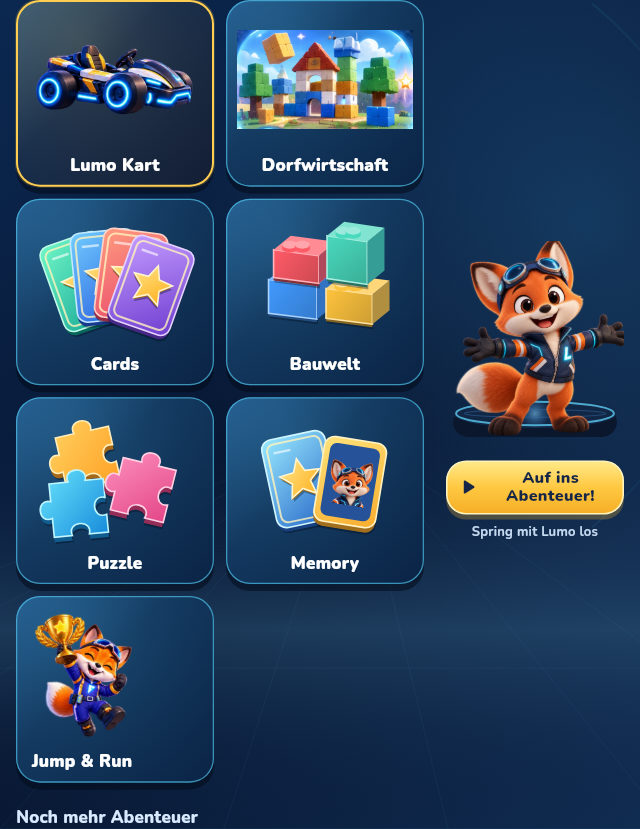 Lumo Kart
Dorfwirtschaft
Cards
Bauwelt
Puzzle
Memory
Jump & Run
L
Auf ins
Abenteuer!
Spring mit Lumo los
Noch mehr Abenteuer